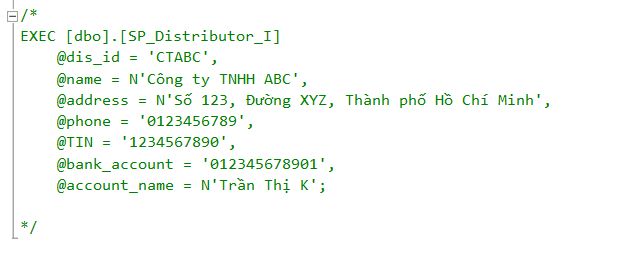 /*
EXEC [dbo].[SP_Distributor_I]
    @dis_id = 'CTABC',
    @name = N'Công ty TNHH ABC',
    @address = N'Số 123, Đường XYZ, Thành phố Hồ Chí Minh',
    @phone = '0123456789',
    @TIN = '1234567890',
    @bank_account = '012345678901',
    @account_name = N'Trần Thị K';
*/